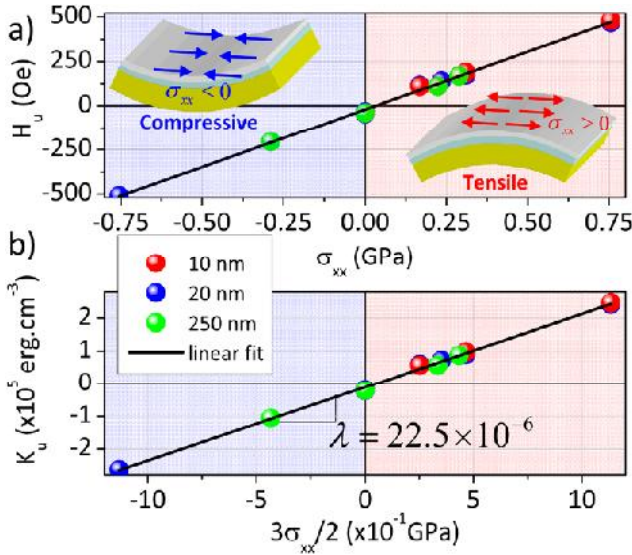 a)
500
250
0
-250
-500
H_u (Oe)
σ_xx < 0
Compressive
σ_xx > 0
Tensile
-0.75 -0.50 -0.25 0.00 0.25 0.50 0.75
σ_xx (GPa)
b)
10 nm
20 nm
250 nm
linear fit
2
1
0
-1
-2
K_u (x10^5 erg.cm^-3)
λ = 22.5×10^-6
-10 -5 0 5 10
3σ_xx/2 (x10^-1GPa)